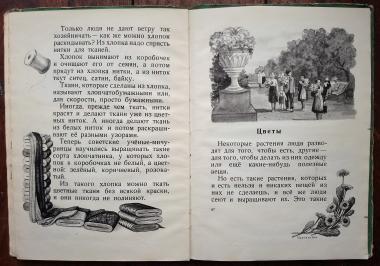 Только люди не дают ветру так
хозяйничать — как же можно хлопок
раскидывать? Из хлопка надо спрясть
нитки для тканей.
Хлопок вынимают из коробочек
и очищают его от семян, а потом
прядут из хлопка нитки, а из ниток
ткут ситец, сатин, байку.
Ткани, которые сделаны из хлопка,
называют хлопчатобумажными или,
для скорости, просто бумажными.
Иногда, прежде чем ткать, нитки
красят и делают ткани уже из цвет-
ных ниток. А иногда делают ткань
из белых ниток и потом раскраши-
вают её разными узорами.
Теперь советские учёные-мичу-
ринцы научились выращивать такие
сорта хлопчатника, у которых хлоп-
ок в коробочках не белый, а цвет-
ной: зелёный, коричневый, розова-
тый.
Из такого хлопка можно ткать
цветные ткани без всякой краски,
и они никогда не полиняют.
Цветы
Некоторые растения люди разво-
дят для того, чтобы есть, другие —
для того, чтобы делать из них одежду
или ещё какие-нибудь полезные
вещи.
Но есть такие растения, которых
и есть нельзя и никаких вещей из
них не сделаешь, и всё же люди
сеют и выращивают их. Это такие